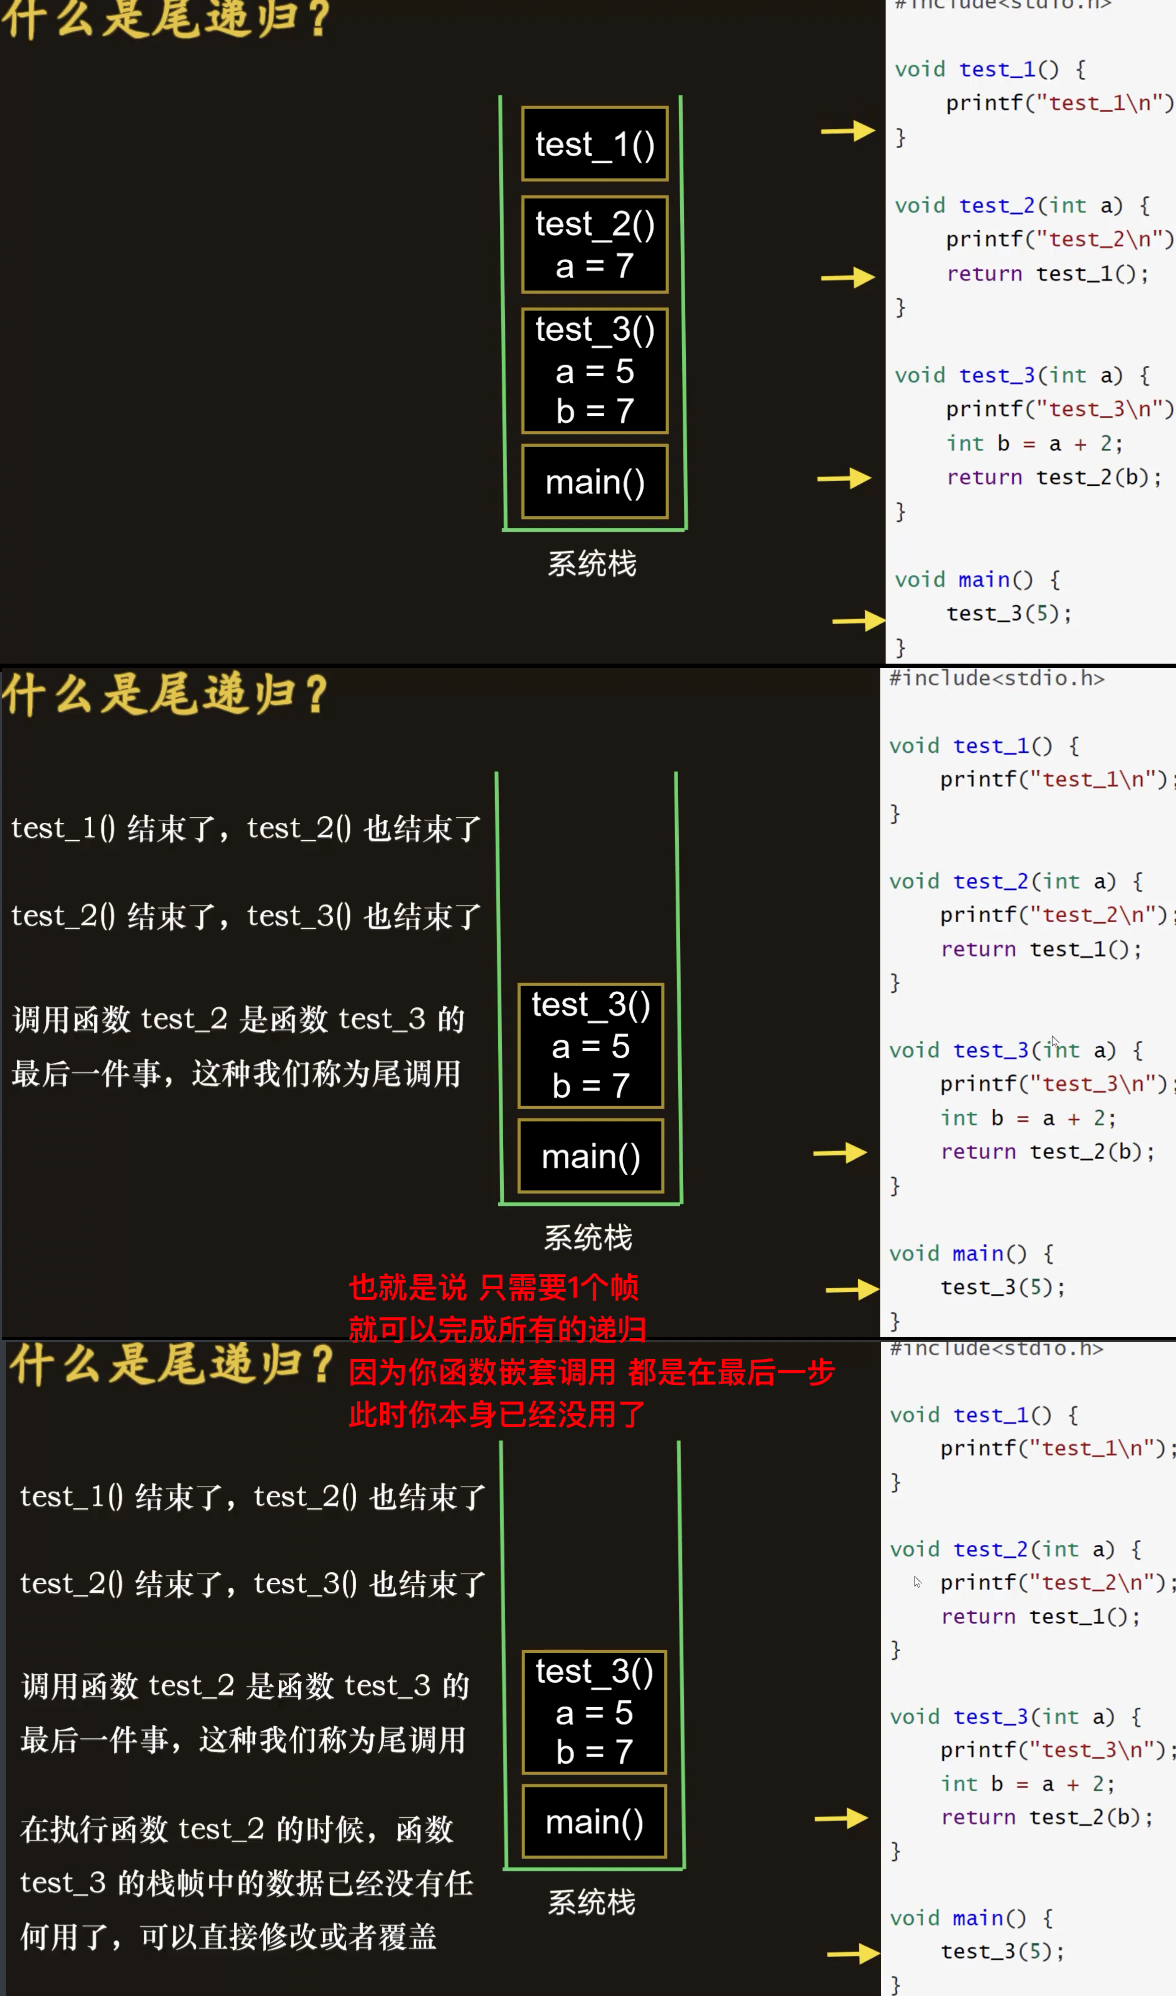 什么是尾递归？
test_1()
test_2()
a = 7
test_3()
a = 5
b = 7
main()
系统栈
#include<stdio.h>
void test_1() {
printf("test_1\n")
}
void test_2(int a) {
printf("test_2\n")
return test_1();
}
void test_3(int a) {
printf("test_3\n")
int b = a + 2;
return test_2(b);
}
void main() {
test_3(5);
}
什么是尾递归？
test_1() 结束了，test_2() 也结束了
test_2() 结束了，test_3() 也结束了
调用函数 test_2 是函数 test_3 的
最后一件事，这种我们称为尾调用
test_3()
a = 5
b = 7
main()
系统栈
#include<stdio.h>
void test_1() {
printf("test_1\n");
}
void test_2(int a) {
printf("test_2\n");
return test_1();
}
void test_3(int a) {
printf("test_3\n");
int b = a + 2;
return test_2(b);
}
void main() {
test_3(5);
}
也就是说 只需要1个帧
就可以完成所有的递归
因为你函数嵌套调用 都是在最后一步
此时你本身已经没用了
什么是尾递归？
test_1() 结束了，test_2() 也结束了
test_2() 结束了，test_3() 也结束了
调用函数 test_2 是函数 test_3 的
最后一件事，这种我们称为尾调用
在执行函数 test_2 的时候，函数
test_3 的栈帧中的数据已经没有任
何用了，可以直接修改或者覆盖
test_3()
a = 5
b = 7
main()
系统栈
#include<stdio.h>
void test_1() {
printf("test_1\n");
}
void test_2(int a) {
printf("test_2\n");
return test_1();
}
void test_3(int a) {
printf("test_3\n");
int b = a + 2;
return test_2(b);
}
void main() {
test_3(5);
}